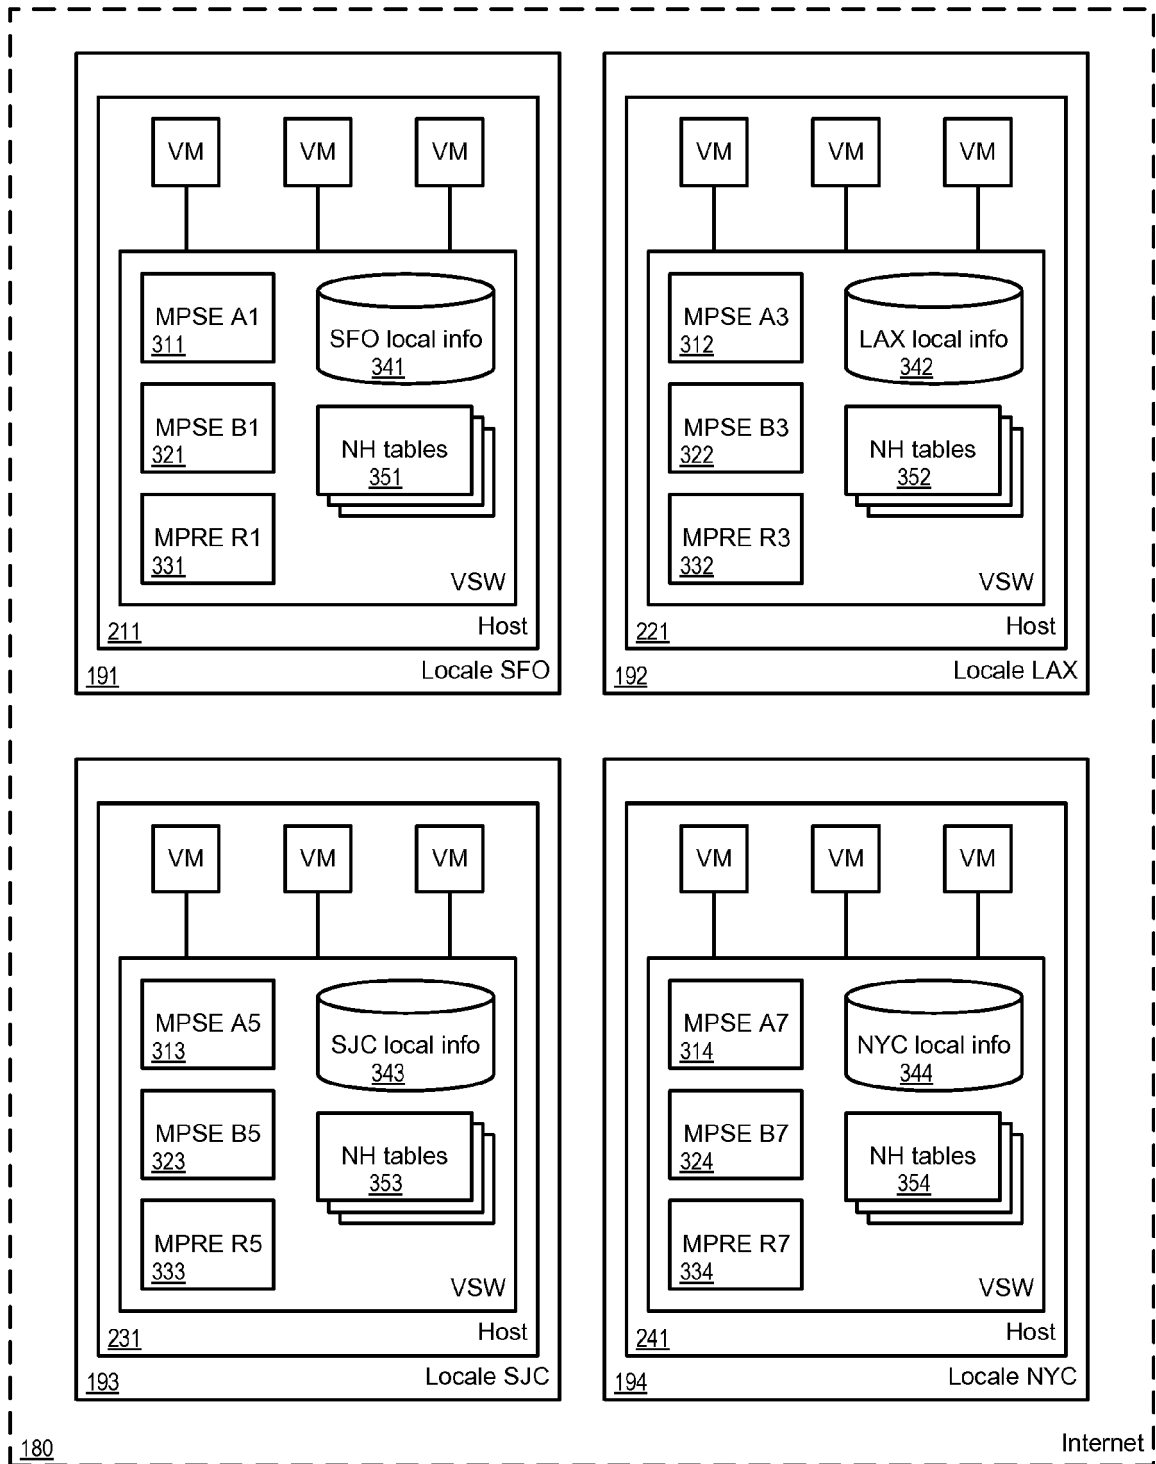 VM VM VM
MPSE A1
311
SFO local info
341
MPSE B1
321
NH tables
351
MPRE R1
331
VSW
211 Host
191 Locale SFO
VM VM VM
MPSE A3
312
LAX local info
342
MPSE B3
322
NH tables
352
MPRE R3
332
VSW
221 Host
192 Locale LAX
VM VM VM
MPSE A5
313
SJC local info
343
MPSE B5
323
NH tables
353
MPRE R5
333
VSW
231 Host
193 Locale SJC
VM VM VM
MPSE A7
314
NYC local info
344
MPSE B7
324
NH tables
354
MPRE R7
334
VSW
241 Host
194 Locale NYC
180 Internet